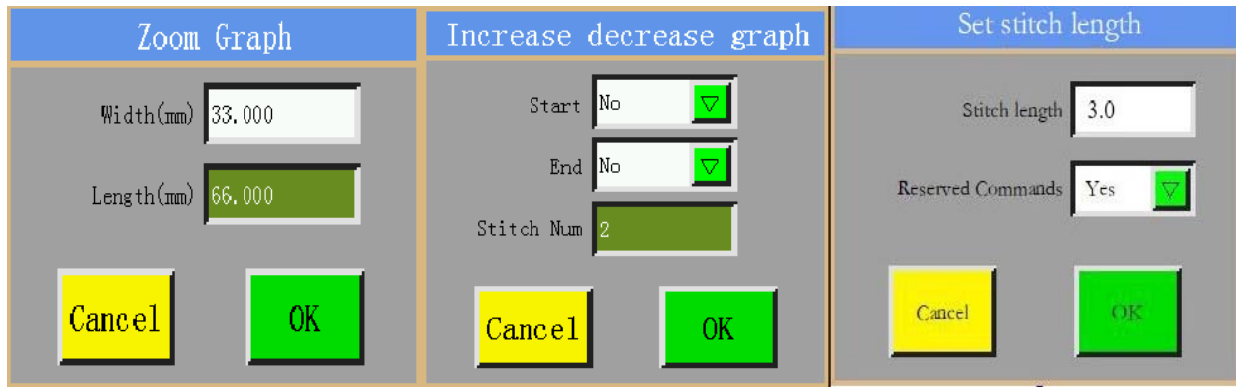 Zoom Graph
Width(mm) 33.000
Length(mm) 66.000
Cancel OK
Increase decrease graph
Start No
End No
Stitch Num 2
Cancel OK
Set stitch length
Stitch length 3.0
Reserved Commands Yes
Cancel OK